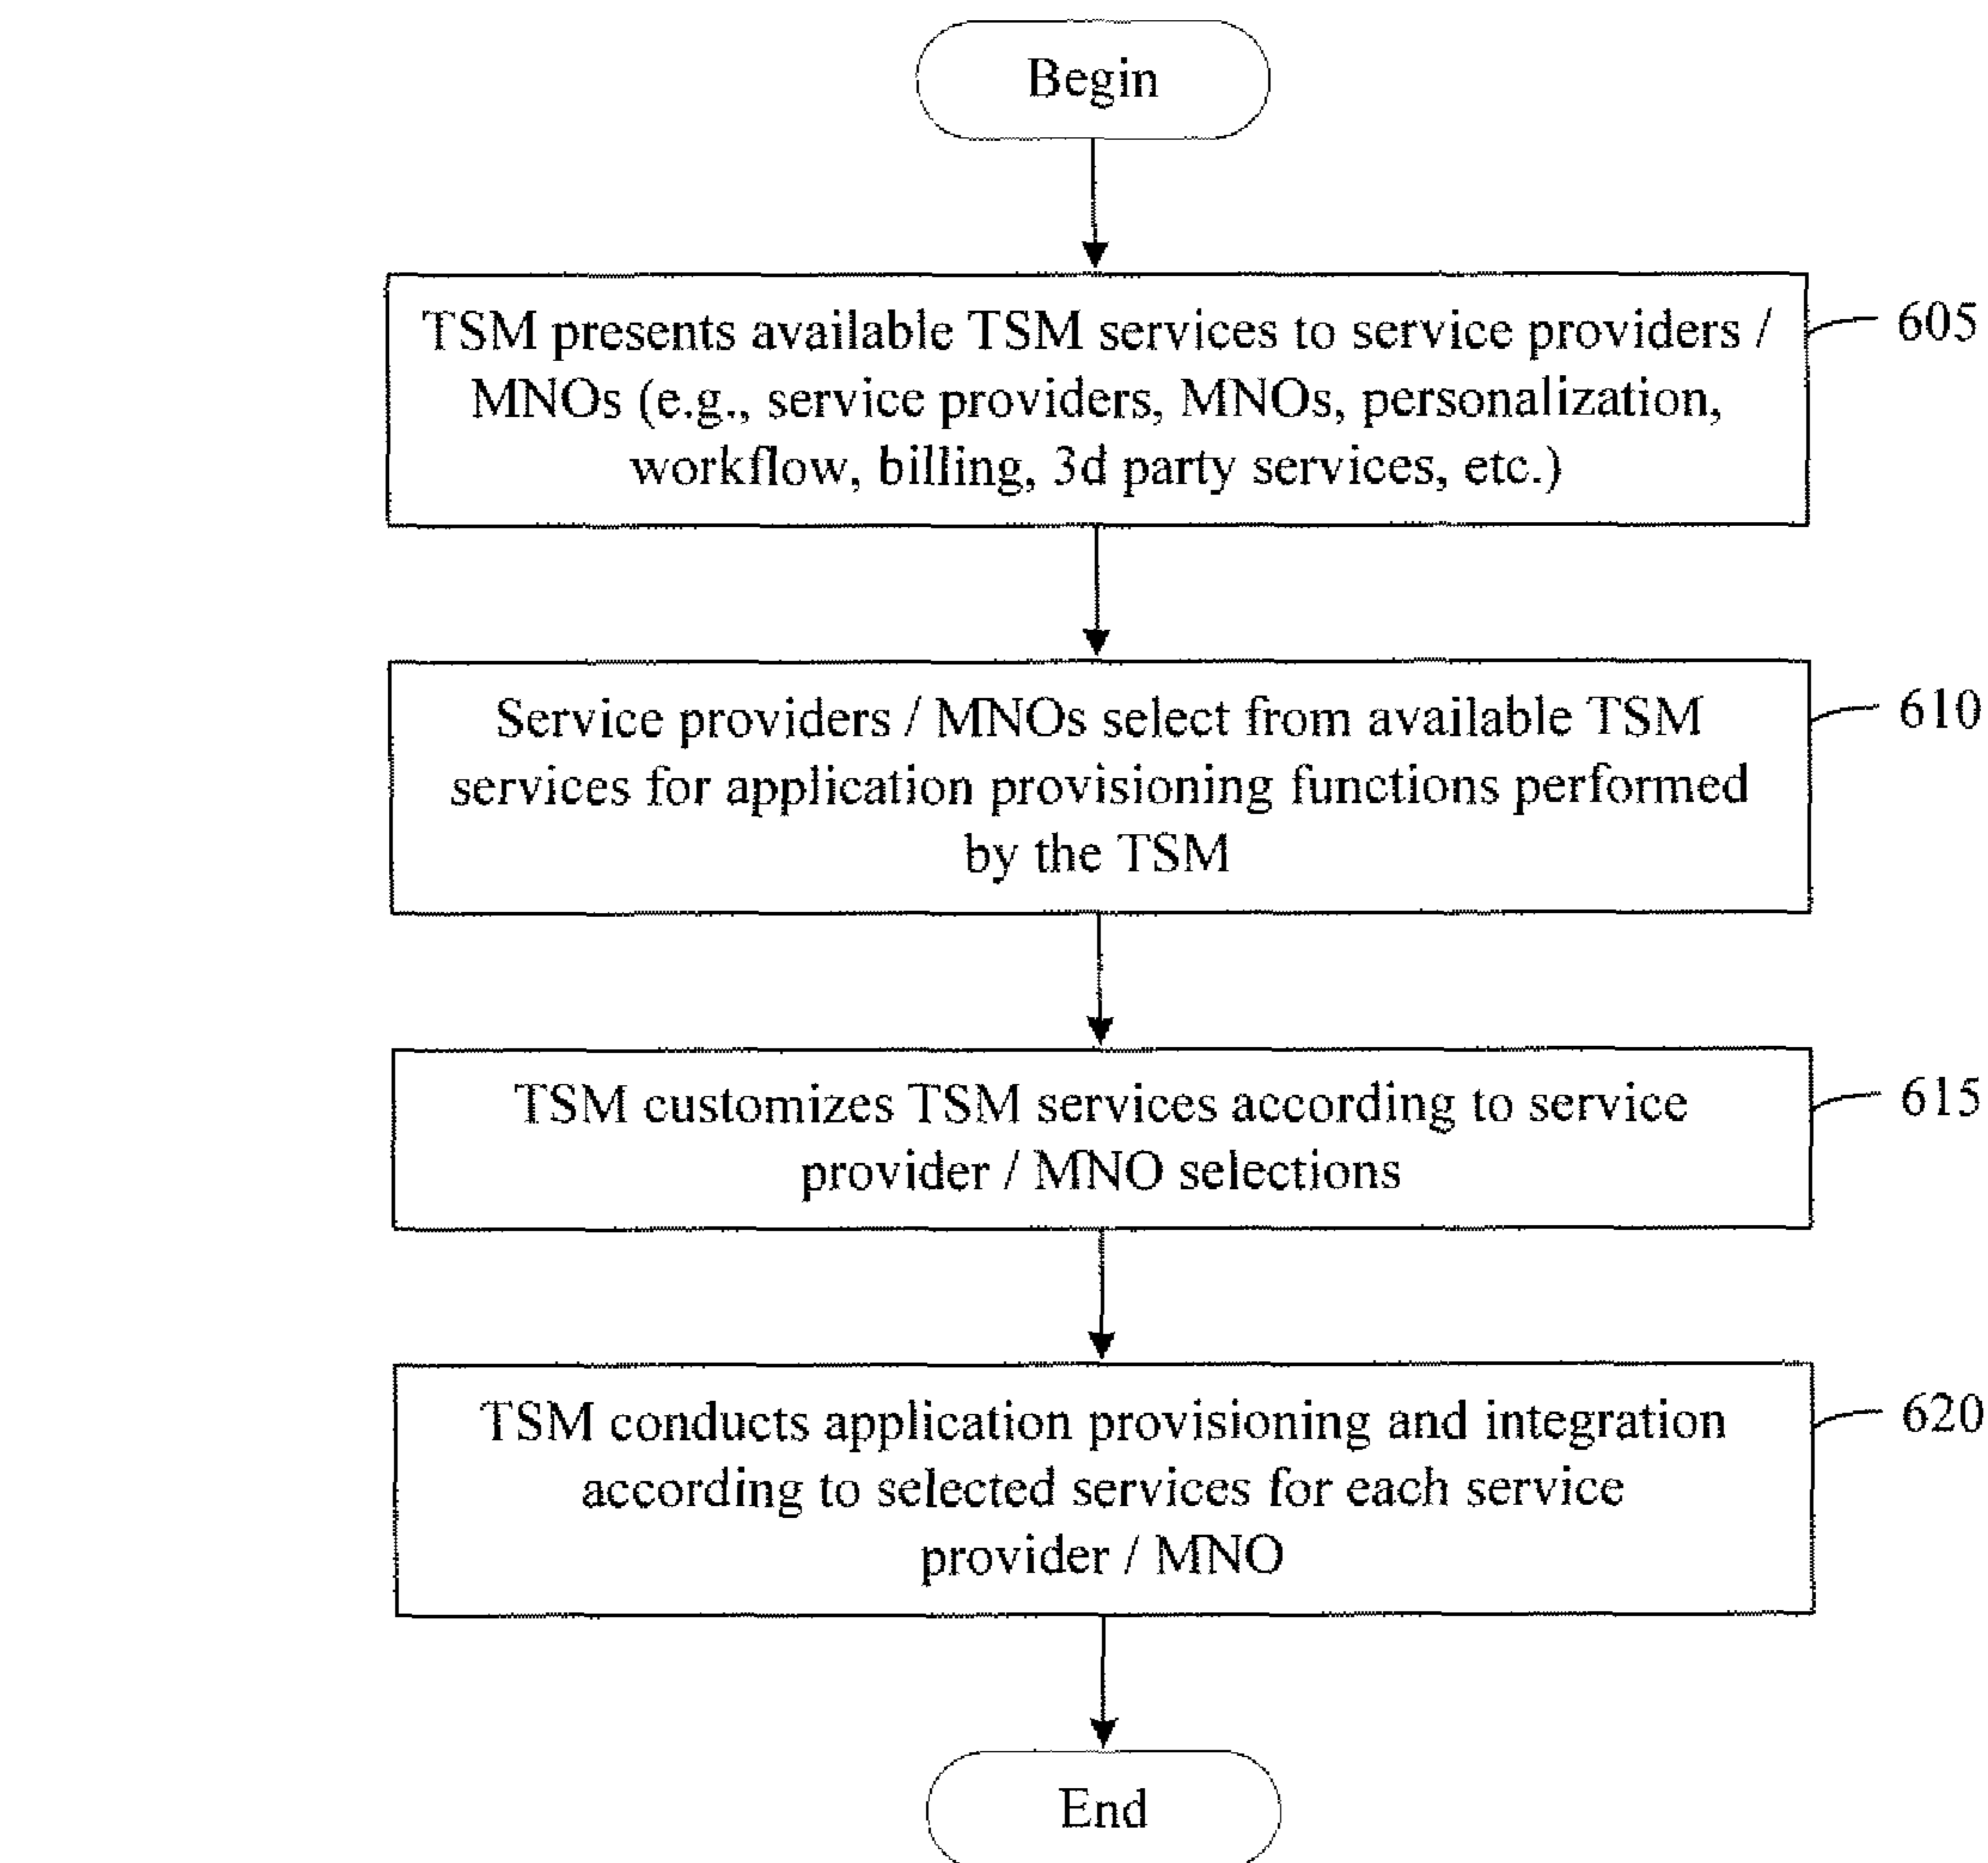 Begin
TSM presents available TSM services to service providers /
MNOs (e.g., service providers, MNOs, personalization,
workflow, billing, 3d party services, etc.)
605
Service providers / MNOs select from available TSM
services for application provisioning functions performed
by the TSM
610
TSM customizes TSM services according to service
provider / MNO selections
615
TSM conducts application provisioning and integration
according to selected services for each service
provider / MNO
620
End